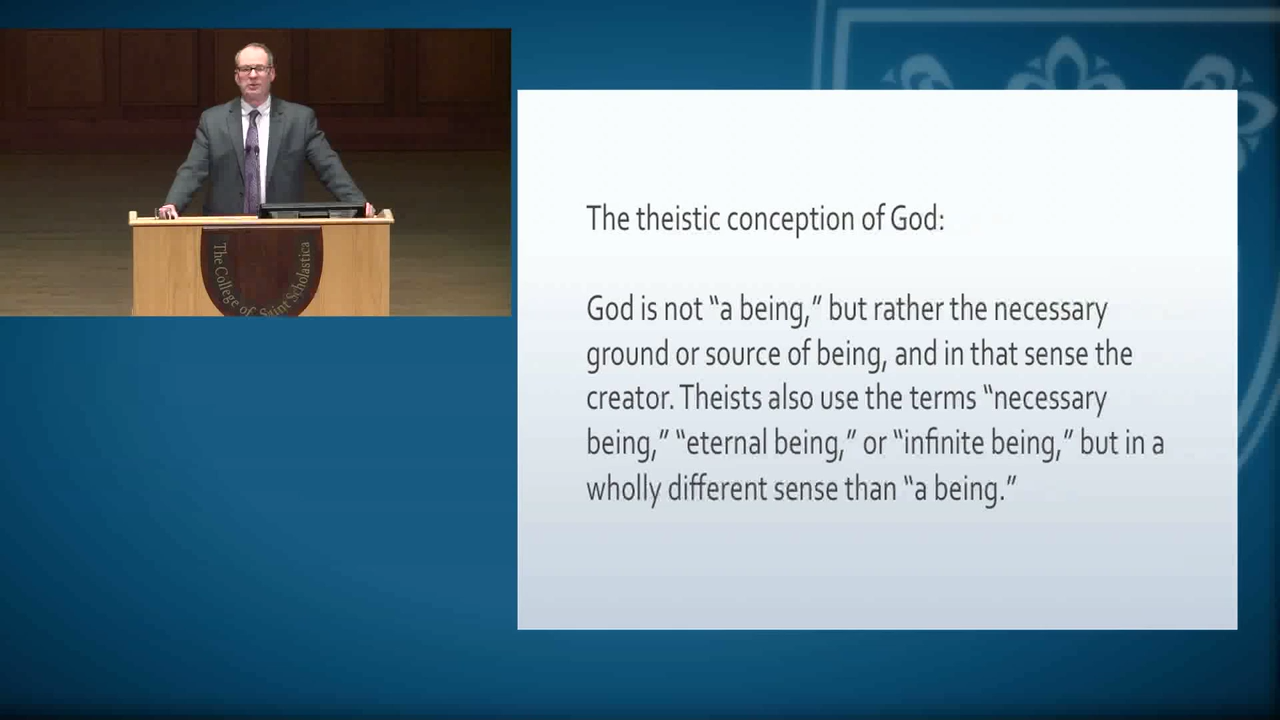 The College of Saint Scholastica
The theistic conception of God:
God is not “a being,” but rather the necessary
ground or source of being, and in that sense the
creator. Theists also use the terms “necessary
being,” “eternal being,” or “infinite being,” but in a
wholly different sense than “a being.”